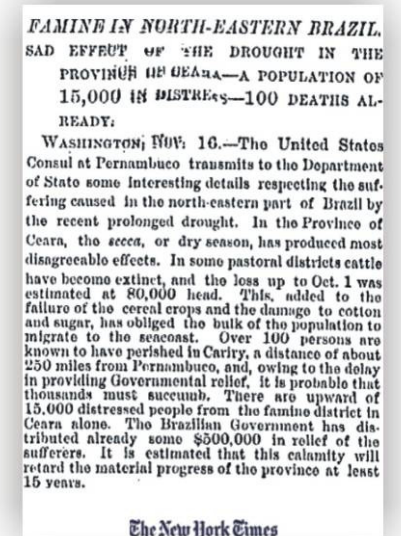 FAMINE IN NORTH-EASTERN BRAZIL.
SAD EFFECT OF THE DROUGHT IN THE
PROVINCE OF CEARA—A POPULATION OF
15,000 IN DISTRESS—100 DEATHS AL-
READY.
WASHINGTON, NOV. 16.—The United States
Consul at Pernambuco transmits to the Department
of State some interesting details respecting the suf-
fering caused in the north-eastern part of Brazil by
the recent prolonged drought. In the Province of
Ceara, the secca, or dry season, has produced most
disagreeable effects. In some pastoral districts cattle
have become extinct, and the loss up to Oct. 1 was
estimated at 80,000 head. This, added to the
failure of the cereal crops and the damage to cotton
and sugar, has obliged the bulk of the population to
migrate to the seacoast. Over 100 persons are
known to have perished in Cariry, a distance of about
250 miles from Pernambuco, and, owing to the delay
in providing Governmental relief, it is probable that
thousands must succumb. There are upward of
15,000 distressed people from the famine district in
Ceara alone. The Brazilian Government has dis-
tributed already some $500,000 in relief of the
sufferers. It is estimated that this calamity will
retard the material progress of the province at least
15 years.
The New York Times